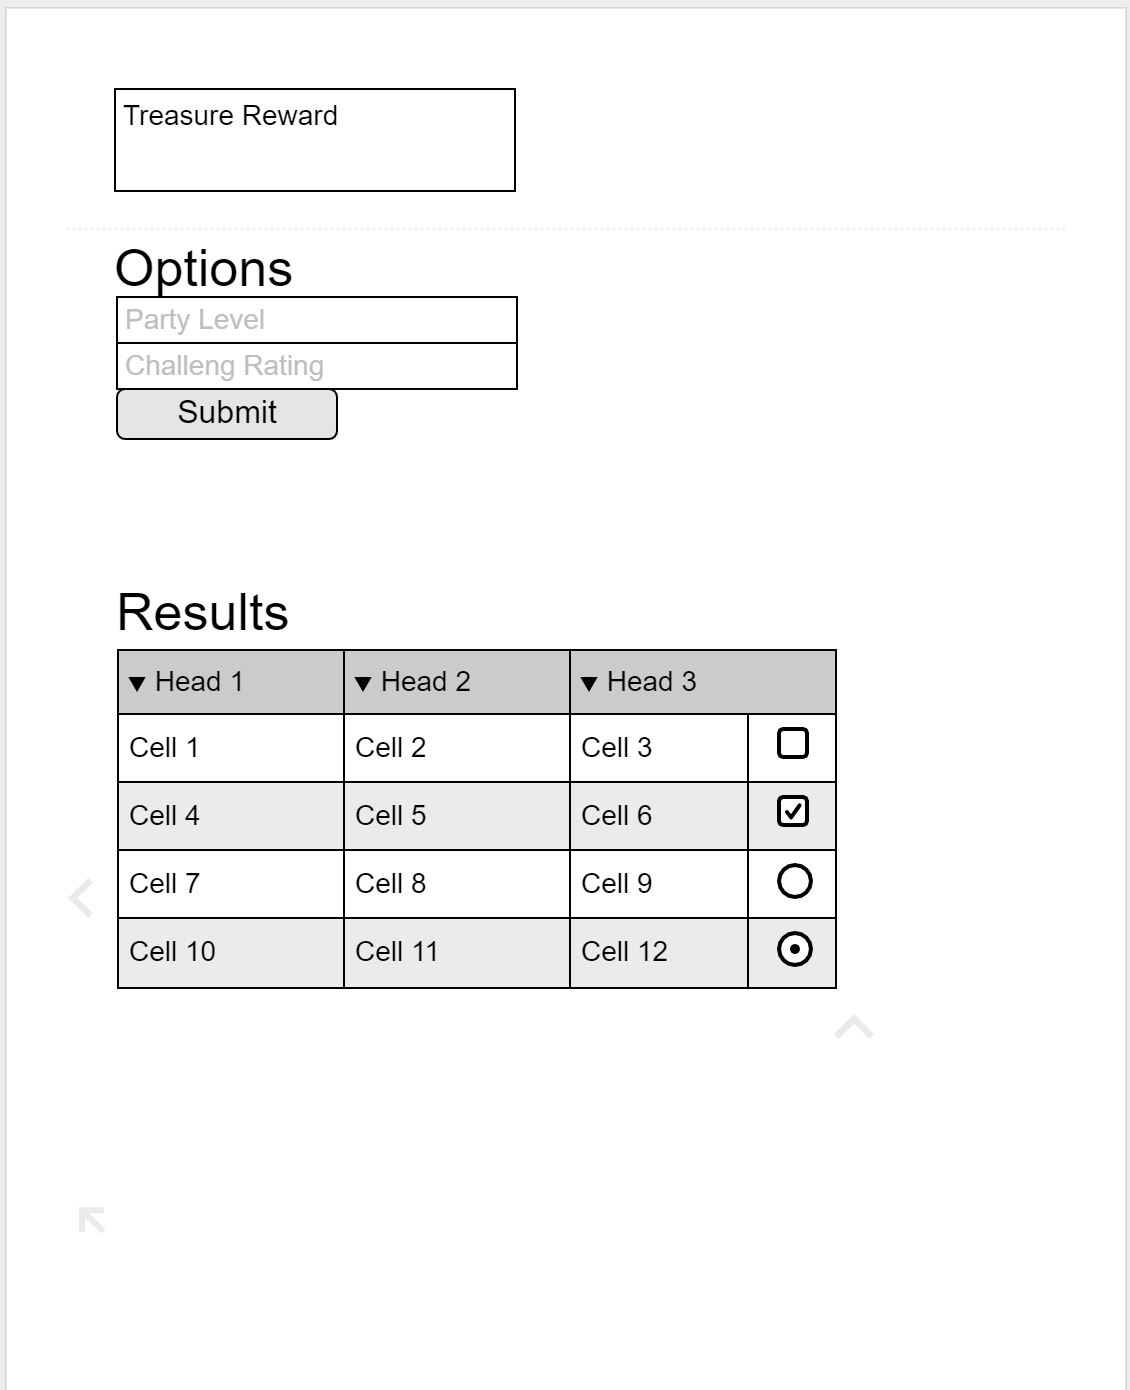 Treasure Reward
Options
Party Level
Challeng Rating
Submit
Results
▼ Head 1 ▼ Head 2 ▼ Head 3
Cell 1 Cell 2 Cell 3
Cell 4 Cell 5 Cell 6
Cell 7 Cell 8 Cell 9
Cell 10 Cell 11 Cell 12